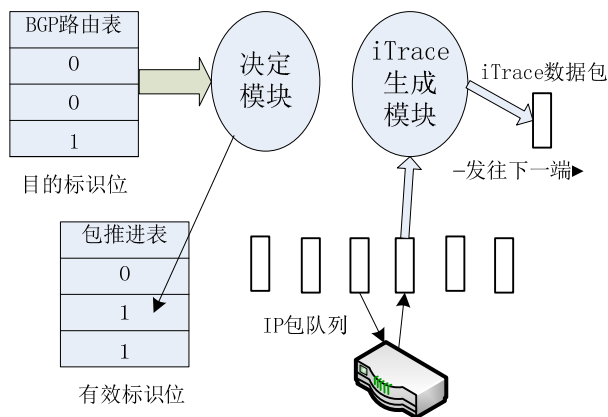 BGP路由表
0
0
1
目的标识位
决定
模块
iTrace
生成
模块
iTrace数据包
-发往下一端
包推进表
0
1
1
有效标识位
IP包队列